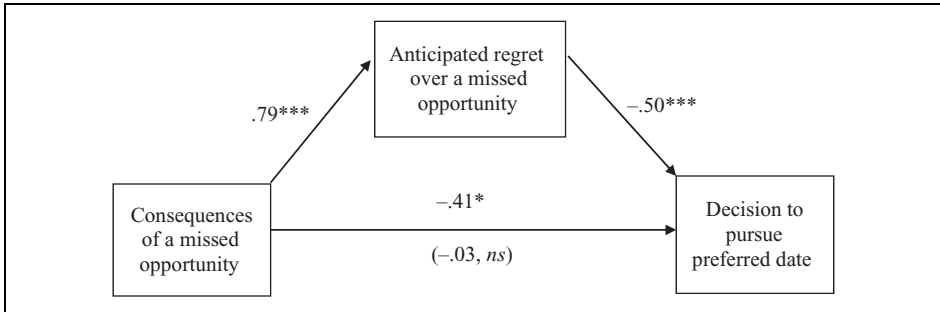 Anticipated regret
over a missed
opportunity
.79***
–.50***
Consequences
of a missed
opportunity
–.41*
(–.03, ns)
Decision to
pursue
preferred date